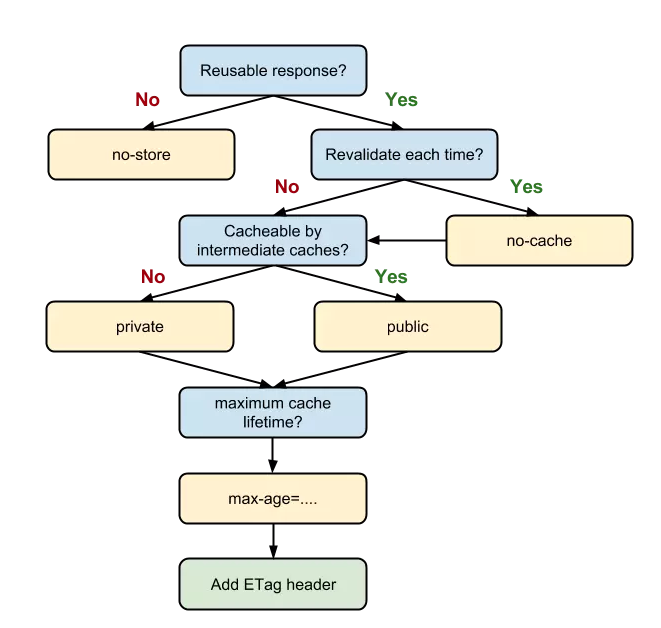 Reusable response?
No
Yes
no-store
Revalidate each time?
No
Yes
Cacheable by
intermediate caches?
no-cache
No
Yes
private
public
maximum cache
lifetime?
max-age=....
Add ETag header